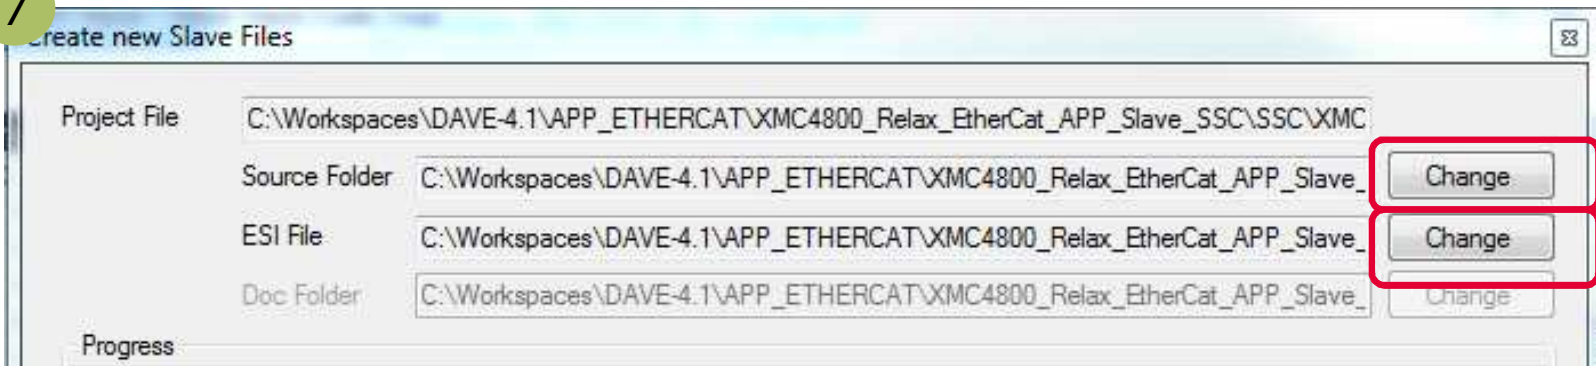 7
Create new Slave Files
Project File C:\Workspaces\DAVE-4.1\APP_ETHERCAT\XMC4800_Relax_EtherCat_APP_Slave_SSC\SSC\XMC
Source Folder C:\Workspaces\DAVE-4.1\APP_ETHERCAT\XMC4800_Relax_EtherCat_APP_Slave_ Change
ESI File C:\Workspaces\DAVE-4.1\APP_ETHERCAT\XMC4800_Relax_EtherCat_APP_Slave_ Change
Doc Folder C:\Workspaces\DAVE-4.1\APP_ETHERCAT\XMC4800_Relax_EtherCat_APP_Slave_ Change
Progress